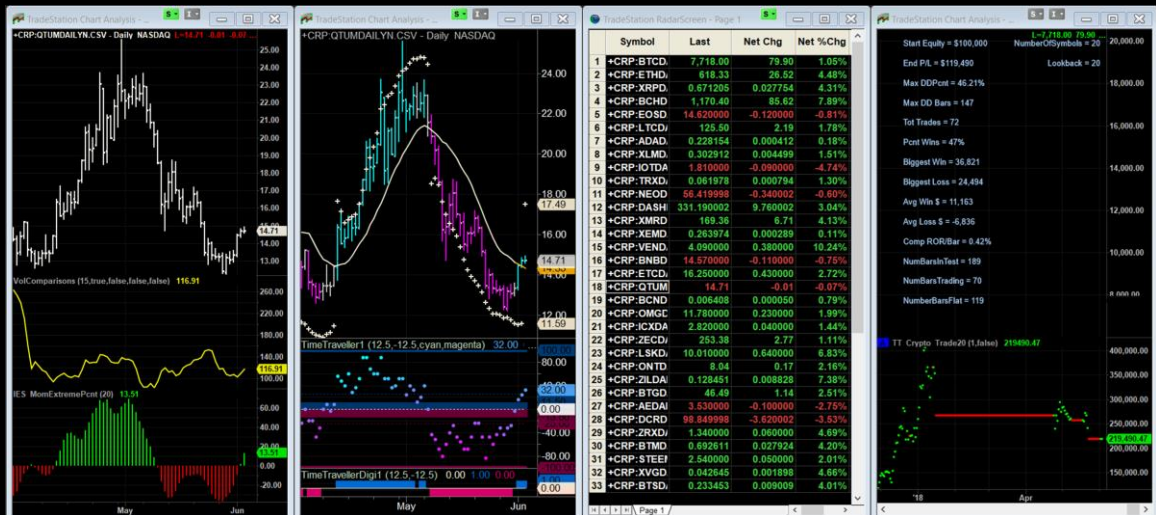 TradeStation Chart Analysis - ...
S
I
+CRP:QTUMDAILYN.CSV - Daily NASDAQ L=14.71 -0.01 -0.07 ...
25.00
24.00
23.00
22.00
21.00
20.00
19.00
18.00
17.00
16.00
14.71
14.00
13.00
VolComparisons (15,true,false,false,false) 116.91
260.00
180.00
140.00
116.91
100.00
IES_MomExtremePcnt (20) 13.51
70.00
60.00
40.00
20.00
13.51
0.00
-20.00
May
Jun
TradeStation Chart Analysis - ...
S
I
+CRP:QTUMDAILYN.CSV - Daily NASDAQ
24.00
22.00
20.00
18.00
17.49
16.00
14.71
14.00
12.00
11.59
TimeTraveller1 (12.5,-12.5,cyan,magenta) 32.00
100.00
80.00
32.00
0.00
-40.00
-80.00
TimeTravellerDigi1 (12.5,-12.5) 0.00 1.00 0.00
0.00
May
Jun
TradeStation RadarScreen - Page 1
S
Symbol Last Net Chg Net %Chg
1 +CRP:BTCD/ 7,718.00 79.90 1.05%
2 +CRP:ETHD/ 618.33 26.52 4.48%
3 +CRP:XRPD/ 0.671205 0.027754 4.31%
4 +CRP:BCHD 1,170.40 85.62 7.89%
5 +CRP:EOSD 14.620000 -0.120000 -0.81%
6 +CRP:LTCD/ 125.50 2.19 1.78%
7 +CRP:ADAD 0.228154 0.000412 0.18%
8 +CRP:XLMD/ 0.302912 0.004499 1.51%
9 +CRP:IOTDA 1.810000 -0.090000 -4.74%
10 +CRP:TRXD/ 0.061978 0.000794 1.30%
11 +CRP:NEOD 56.419998 -0.340002 -0.60%
12 +CRP:DASH 331.190002 9.760002 3.04%
13 +CRP:XMRD 169.36 6.71 4.13%
14 +CRP:XEMD/ 0.263974 0.000289 0.11%
15 +CRP:VEND/ 4.090000 0.380000 10.24%
16 +CRP:BNBD 14.570000 -0.110000 -0.75%
17 +CRP:ETCD/ 16.250000 0.430000 2.72%
18 +CRP:QTUM 14.71 -0.01 -0.07%
19 +CRP:BCND 0.006408 0.000050 0.79%
20 +CRP:OMGD 11.780000 0.230000 1.99%
21 +CRP:ICXDA 2.820000 0.040000 1.44%
22 +CRP:ZECD/ 253.38 2.77 1.11%
23 +CRP:LSKD/ 10.010000 0.640000 6.83%
24 +CRP:ONTD 8.04 0.17 2.16%
25 +CRP:ZILDA 0.128451 0.008828 7.38%
26 +CRP:BTGD 46.49 1.14 2.51%
27 +CRP:AEDAI 3.530000 -0.100000 -2.75%
28 +CRP:DCRD 98.849998 -3.620002 -3.53%
29 +CRP:ZRXD/ 1.340000 0.060000 4.69%
30 +CRP:BTMD 0.692611 0.027924 4.20%
31 +CRP:STEEI 2.540000 0.050000 2.01%
32 +CRP:XVGD 0.042645 0.001898 4.66%
33 +CRP:BTSD/ 0.233453 0.009009 4.01%
Page 1
TradeStation Chart Analysis - ...
S
I
L=7,718.00 79.90 ...
Start Equity = $100,000 NumberOfSymbols = 20
End P/L = $119,490 Lookback = 20
Max DDPcnt = 46.21%
Max DD Bars = 147
Tot Trades = 72
Pcnt Wins = 47%
Biggest Win = 36,821
Biggest Loss = 24,494
Avg Win $ = 11,163
Avg Loss $ = -6,836
Comp ROR/Bar = 0.42%
NumBarsInTest = 189
NumBarsTrading = 70
NumberBarsFlat = 119
20,000.00
18,000.00
16,000.00
14,000.00
12,000.00
10,000.00
8,000.00
TT_Crypto_Trade20 (1,false) 219490.47
400,000.00
350,000.00
300,000.00
250,000.00
219,490.47
150,000.00
'18
Apr